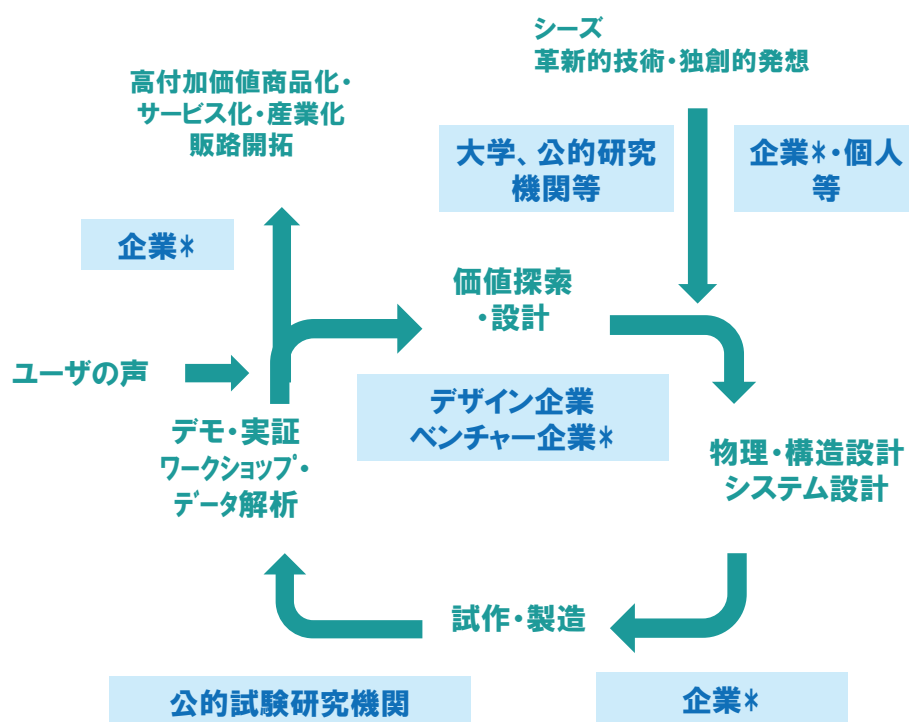 シーズ
革新的技術・独創的発想
高付加価値商品化・
サービス化・産業化
販路開拓
大学、公的研究
機関等
企業＊・個人
等
企業＊
価値探索
・設計
ユーザの声
デザイン企業
ベンチャー企業＊
デモ・実証
ワークショップ・
データ解析
物理・構造設計
システム設計
試作・製造
公的試験研究機関
企業＊